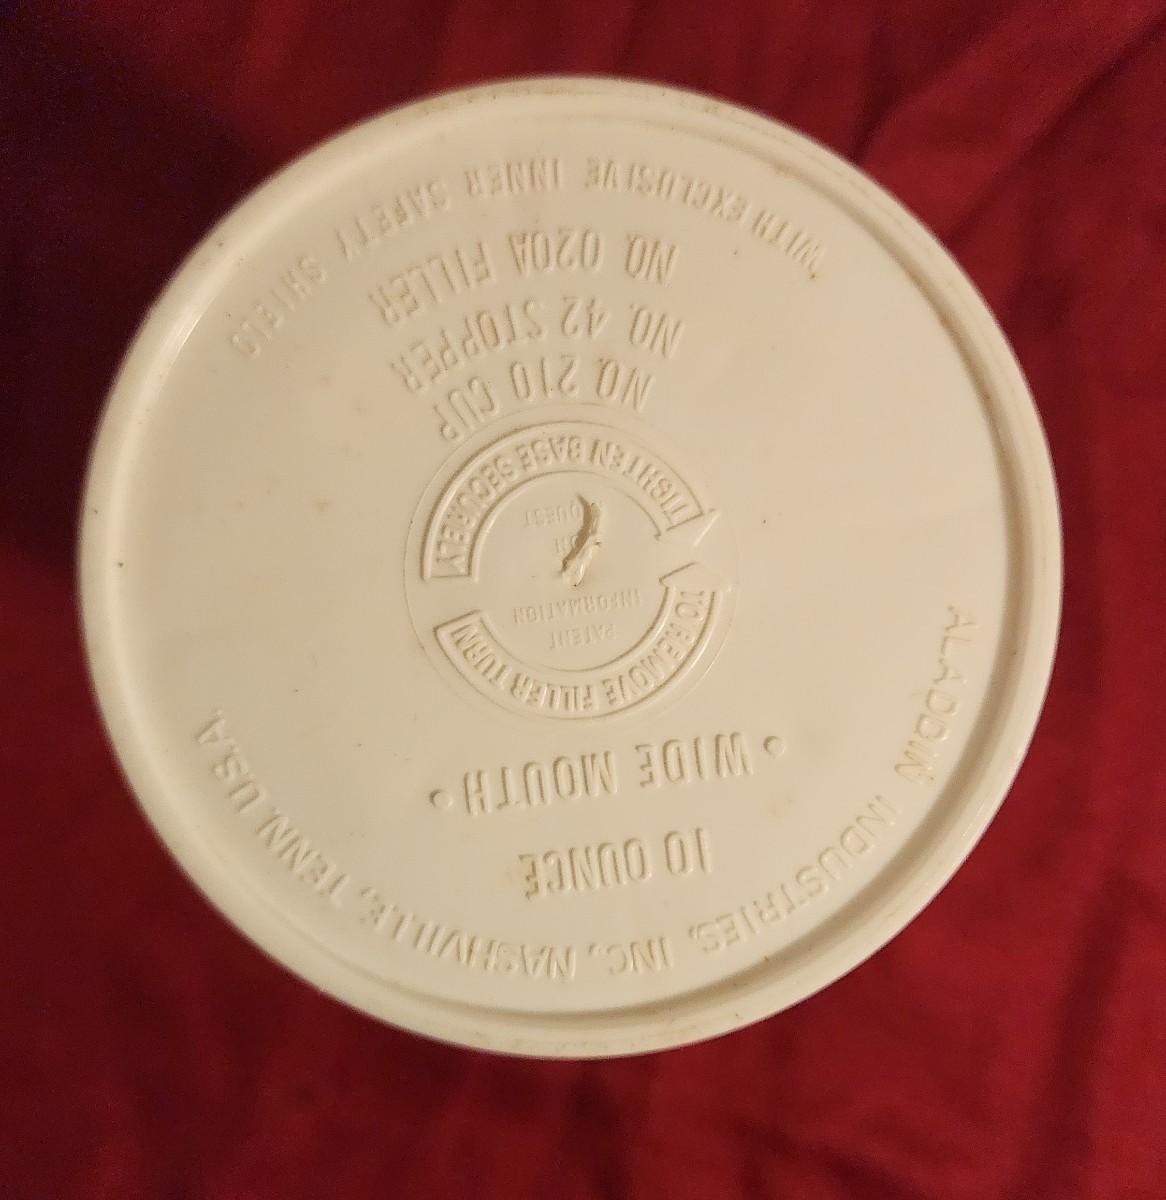 ALADDIN INDUSTRIES, INC., NASHVILLE, TENN. U.S.A.
10 OUNCE
• WIDE MOUTH •
TO REMOVE FILLER TURN
PATENT
INFORMATION
ON
REQUEST
TIGHTEN BASE SECURELY
NO. 210 CUP
NO. 42 STOPPER
NO. 020A FILLER
WITH EXCLUSIVE INNER SAFETY SHIELD